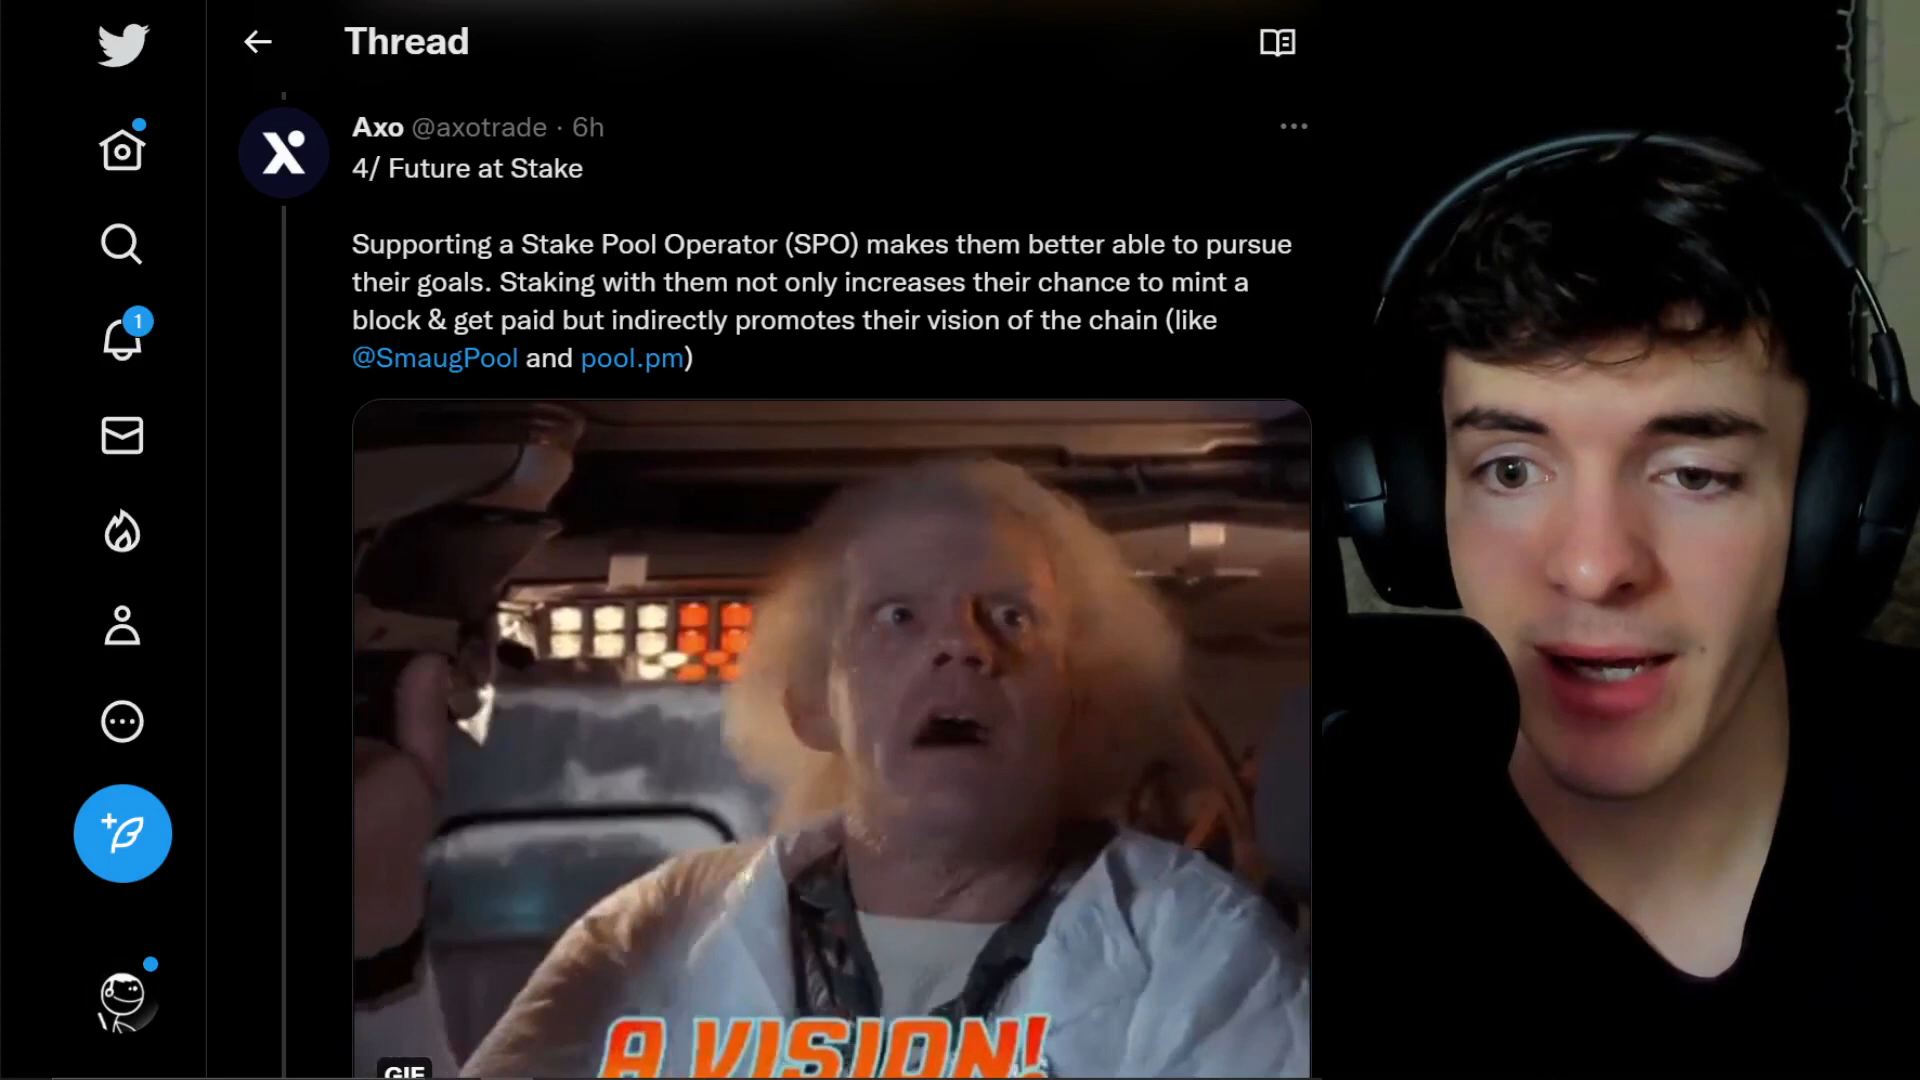 Thread
Axo @axotrade · 6h
4/ Future at Stake
Supporting a Stake Pool Operator (SPO) makes them better able to pursue
their goals. Staking with them not only increases their chance to mint a
block & get paid but indirectly promotes their vision of the chain (like
@SmaugPool and pool.pm)
1
A VISION!
GIF